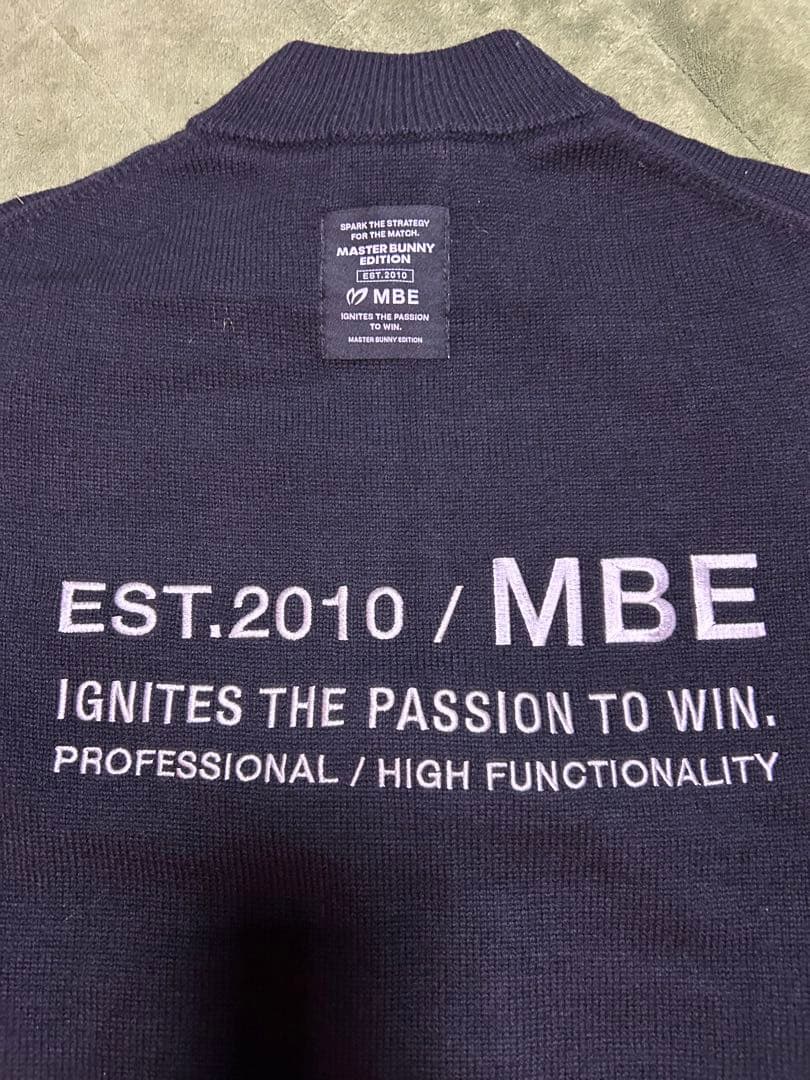 SPARK THE STRATEGY
FOR THE MATCH.
MASTER BUNNY
EDITION
EST.2010
MBE
IGNITES THE PASSION
TO WIN.
MASTER BUNNY EDITION
EST.2010 / MBE
IGNITES THE PASSION TO WIN.
PROFESSIONAL / HIGH FUNCTIONALITY